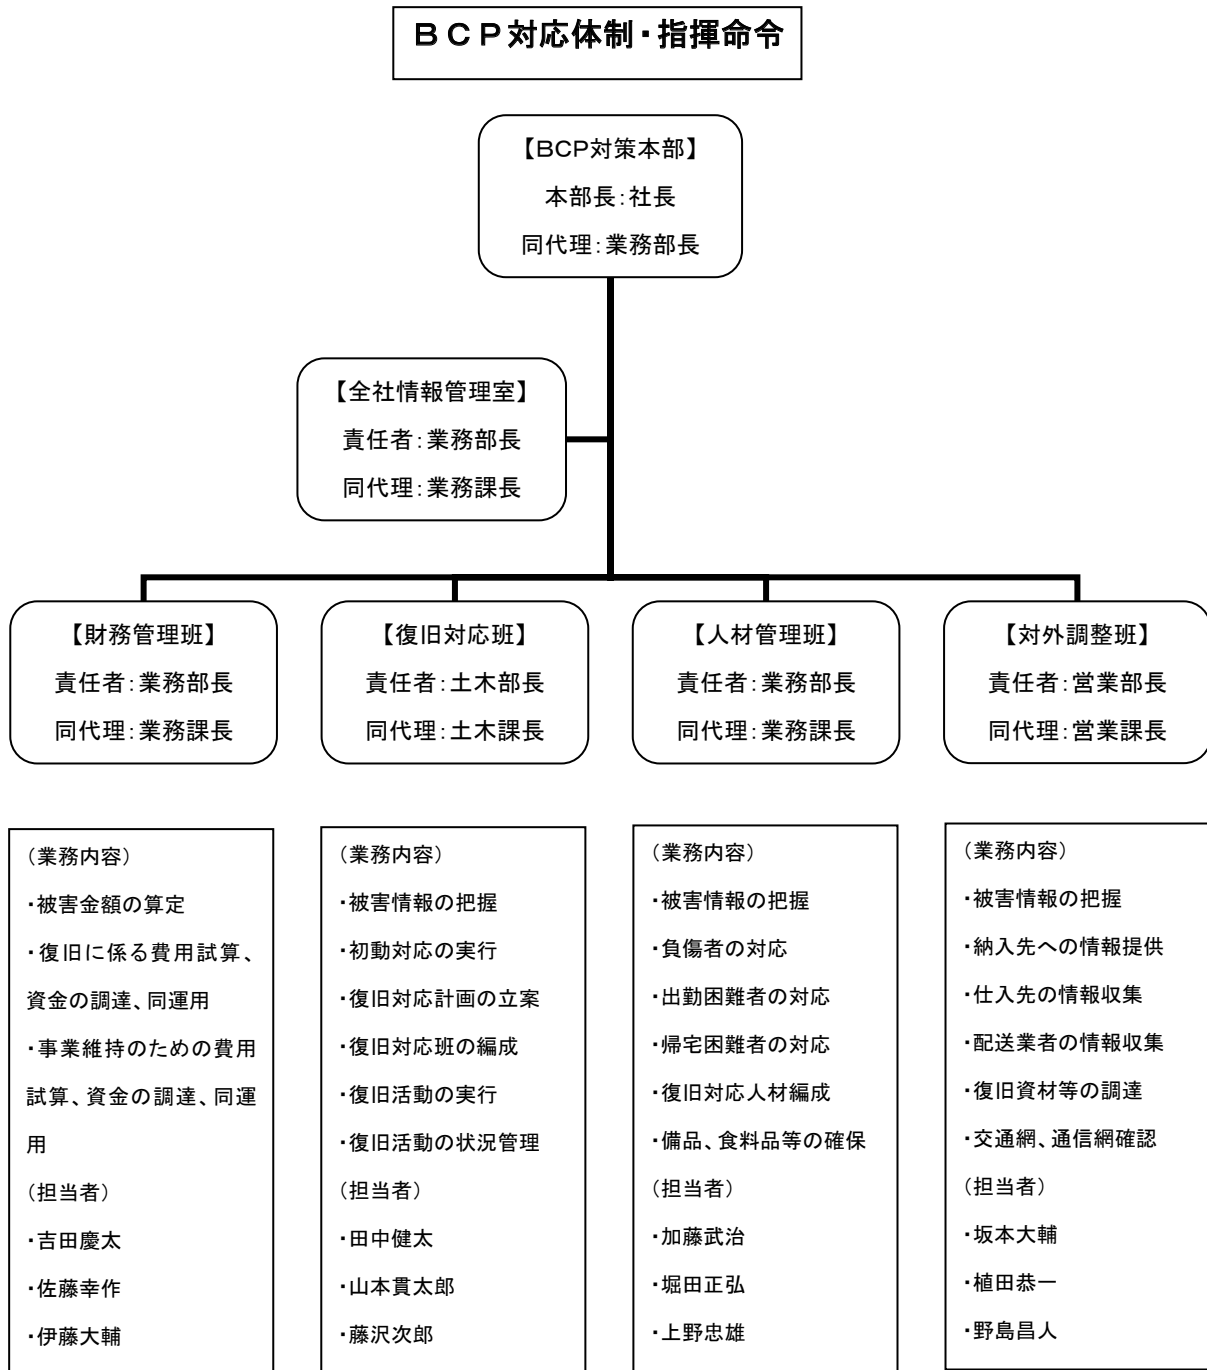 ＢＣＰ対応体制・指揮命令
【BCP対策本部】
本部長：社長
同代理：業務部長
【全社情報管理室】
責任者：業務部長
同代理：業務課長
【財務管理班】
責任者：業務部長
同代理：業務課長
【復旧対応班】
責任者：土木部長
同代理：土木課長
【人材管理班】
責任者：業務部長
同代理：業務課長
【対外調整班】
責任者：営業部長
同代理：営業課長
（業務内容）
・被害金額の算定
・復旧に係る費用試算、
資金の調達、同運用
・事業維持のための費用
試算、資金の調達、同運
用
（担当者）
・吉田慶太
・佐藤幸作
・伊藤大輔
（業務内容）
・被害情報の把握
・初動対応の実行
・復旧対応計画の立案
・復旧対応班の編成
・復旧活動の実行
・復旧活動の状況管理
（担当者）
・田中健太
・山本貫太郎
・藤沢次郎
（業務内容）
・被害情報の把握
・負傷者の対応
・出勤困難者の対応
・帰宅困難者の対応
・復旧対応人材編成
・備品、食料品等の確保
（担当者）
・加藤武治
・堀田正弘
・上野忠雄
（業務内容）
・被害情報の把握
・納入先への情報提供
・仕入先の情報収集
・配送業者の情報収集
・復旧資材等の調達
・交通網、通信網確認
（担当者）
・坂本大輔
・植田恭一
・野島昌人